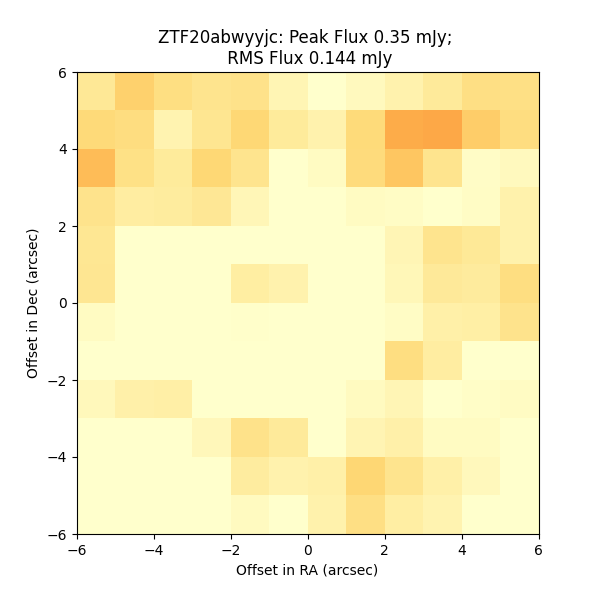 ZTF20abwyyjc: Peak Flux 0.35 mJy;
RMS Flux 0.144 mJy
6
4
2
0
−2
−4
−6
Offset in Dec (arcsec)
−6 −4 −2 0 2 4 6
Offset in RA (arcsec)